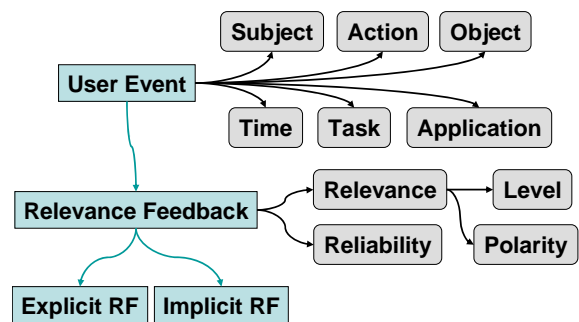 Subject
Action
Object
User Event
Time
Task
Application
Relevance
Level
Relevance Feedback
Reliability
Polarity
Explicit RF
Implicit RF